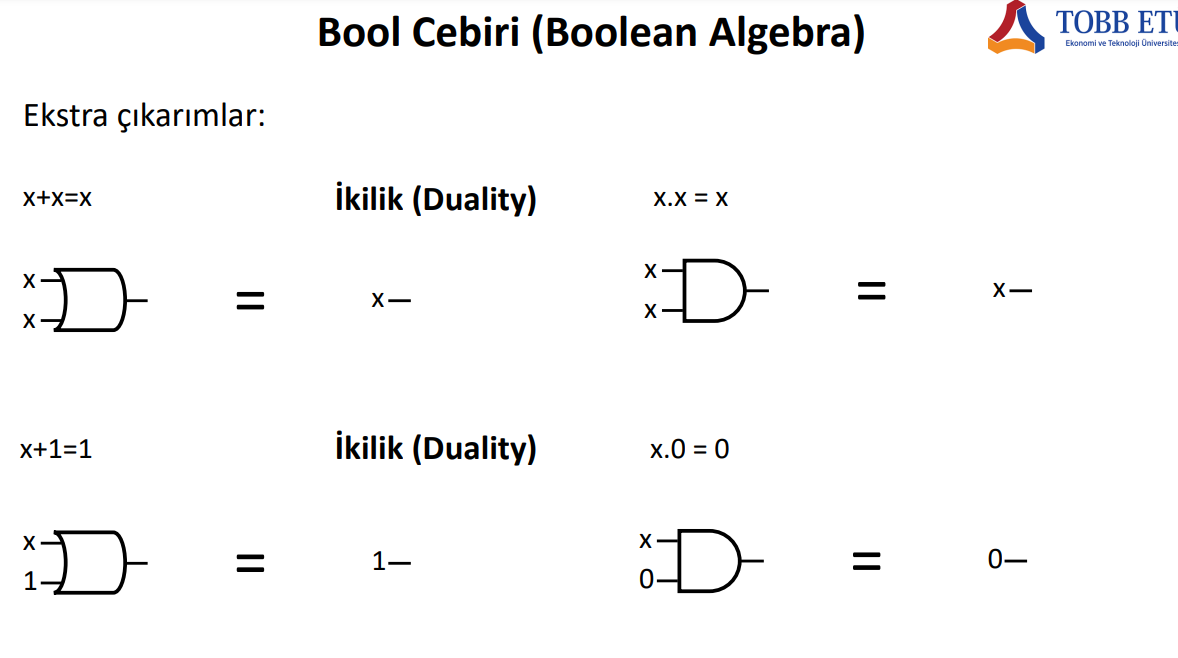 Bool Cebiri (Boolean Algebra)
TOBB ETÜ
Ekonomi ve Teknoloji Üniversites
Ekstra çıkarımlar:
x+x=x İkilik (Duality) x.x = x
x x
x = x— x = x—
x+1=1 İkilik (Duality) x.0 = 0
x x
1 = 1— 0 = 0—